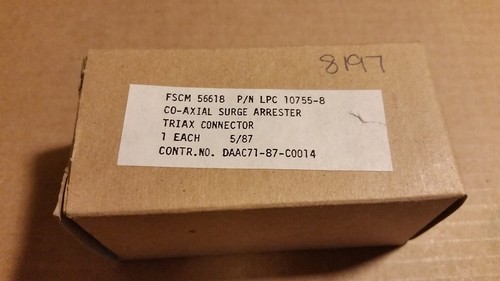 8197
FSCM 56618 P/N LPC 10755-8
CO-AXIAL SURGE ARRESTER
TRIAX CONNECTOR
1 EACH 5/87
CONTR.NO. DAAC71-87-C0014